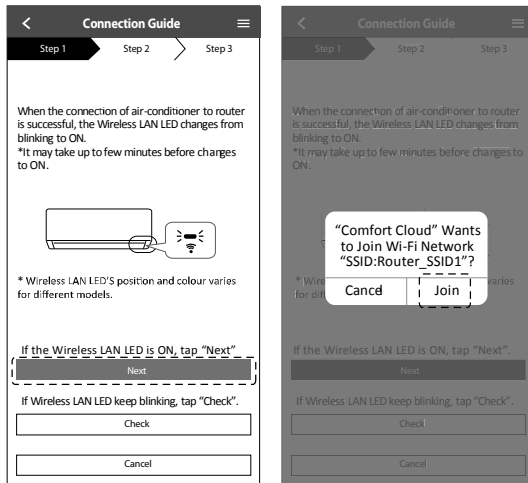 Connection Guide
Step 1
Step 2
Step 3
When the connection of air-conditioner to router
is successful, the Wireless LAN LED changes from
blinking to ON.
*It may take up to few minutes before changes
to ON.
* Wireless LAN LED'S position and colour varies
for different models.
If the Wireless LAN LED is ON, tap "Next"
Next
If Wireless LAN LED keep blinking, tap "Check".
Check
Cancel
Connection Guide
Step 1
Step 2
Step 3
When the connection of air-conditioner to router
is successful, the Wireless LAN LED changes from
blinking to ON.
*It may take up to few minutes before changes to
ON.
"Comfort Cloud" Wants
to Join Wi-Fi Network
"SSID:Router_SSID1"?
Cancel
Join
* Wire
varies
for diff
If the Wireless LAN LED is ON, tap "Next".
Next
If Wireless LAN LED keep blinking, tap "Check".
Check
Cancel